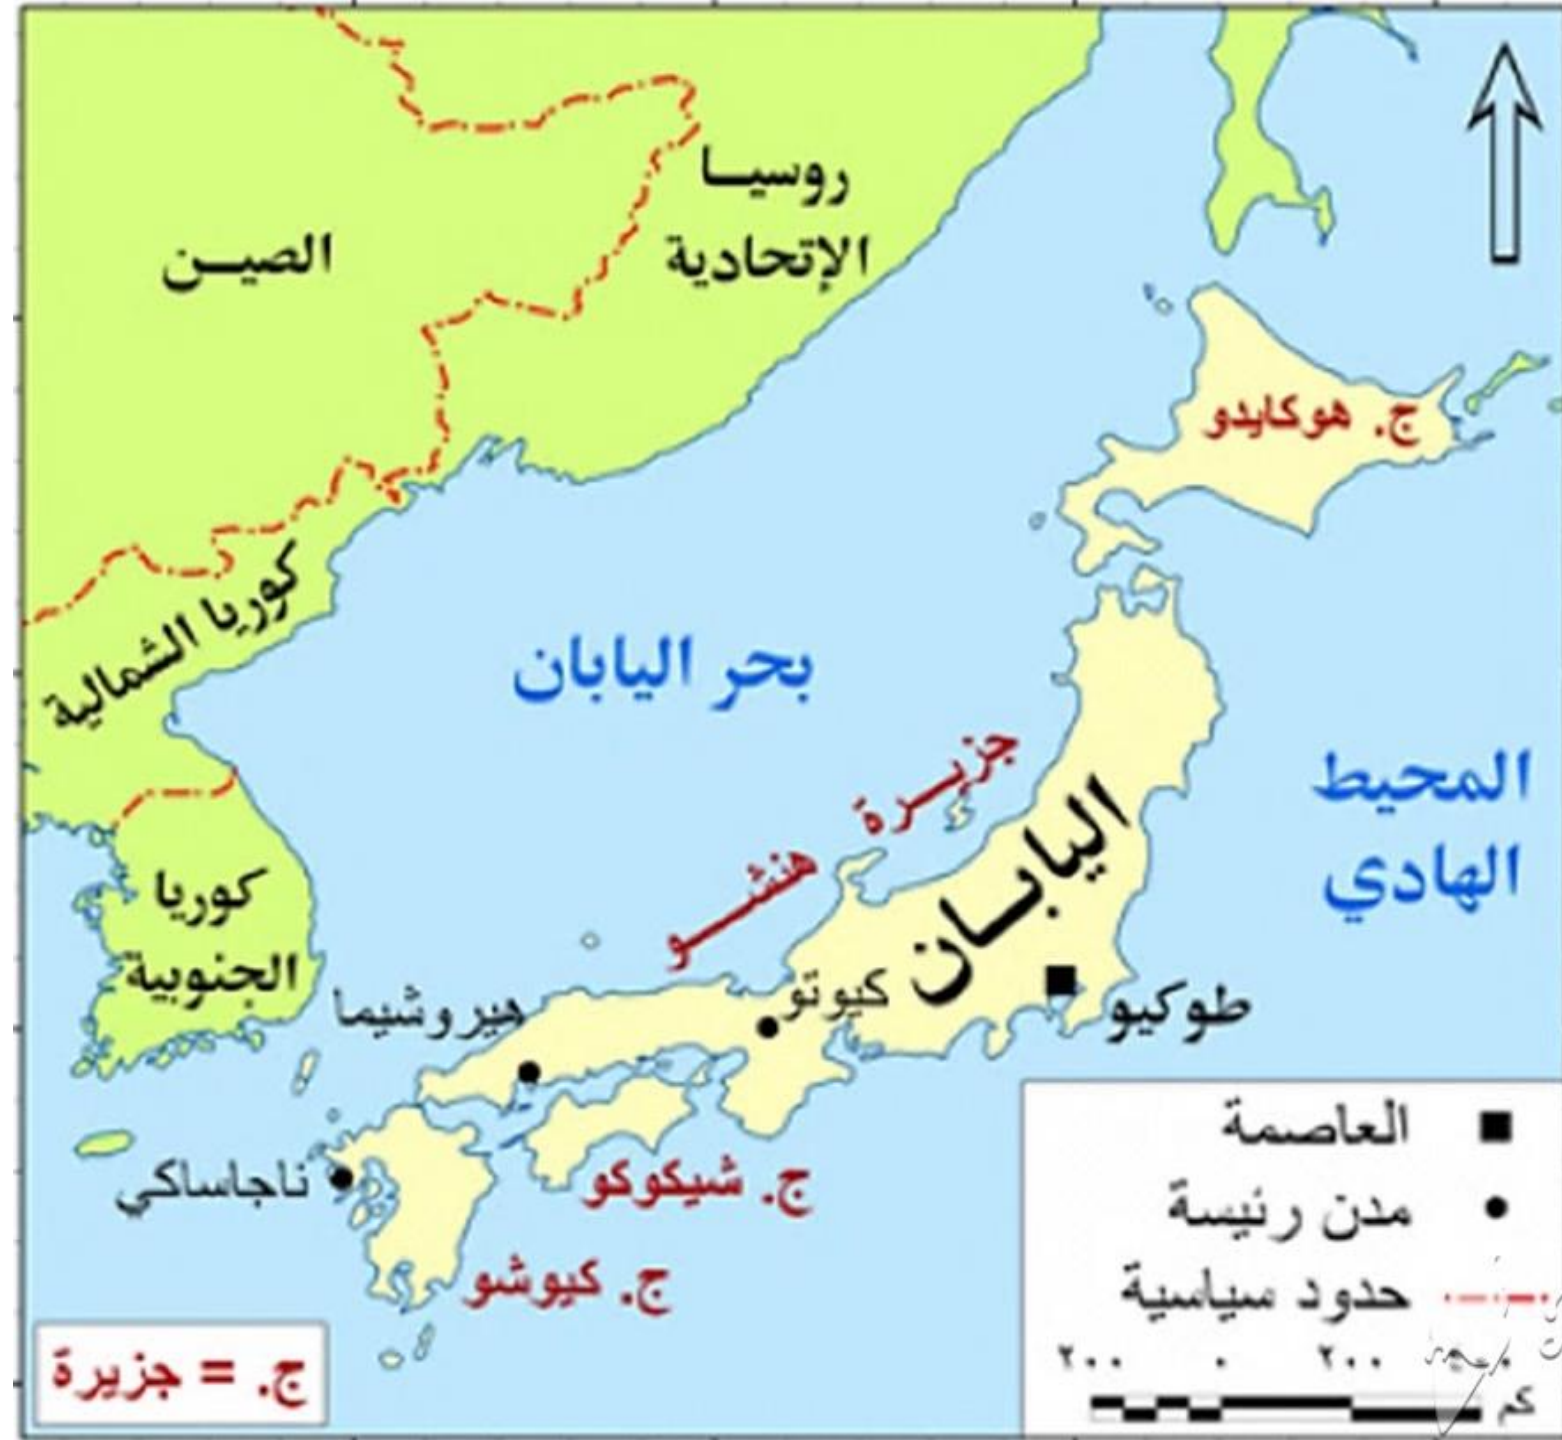 روسيا
الإتحادية
الصين
ج. هوكايدو
كوريا الشمالية
بحر اليابان
جزيرة
هنشو
المحيط
الهادي
اليابان
كوريا
الجنوبية
كيوتو
هيروشيما
طوكيو
ناجاساكي
ج. شيكوكو
ج. كيوشو
ج. = جزيرة
العاصمة
مدن رئيسة
حدود سياسية
٢٠٠ ٠ ٢٠٠
كم